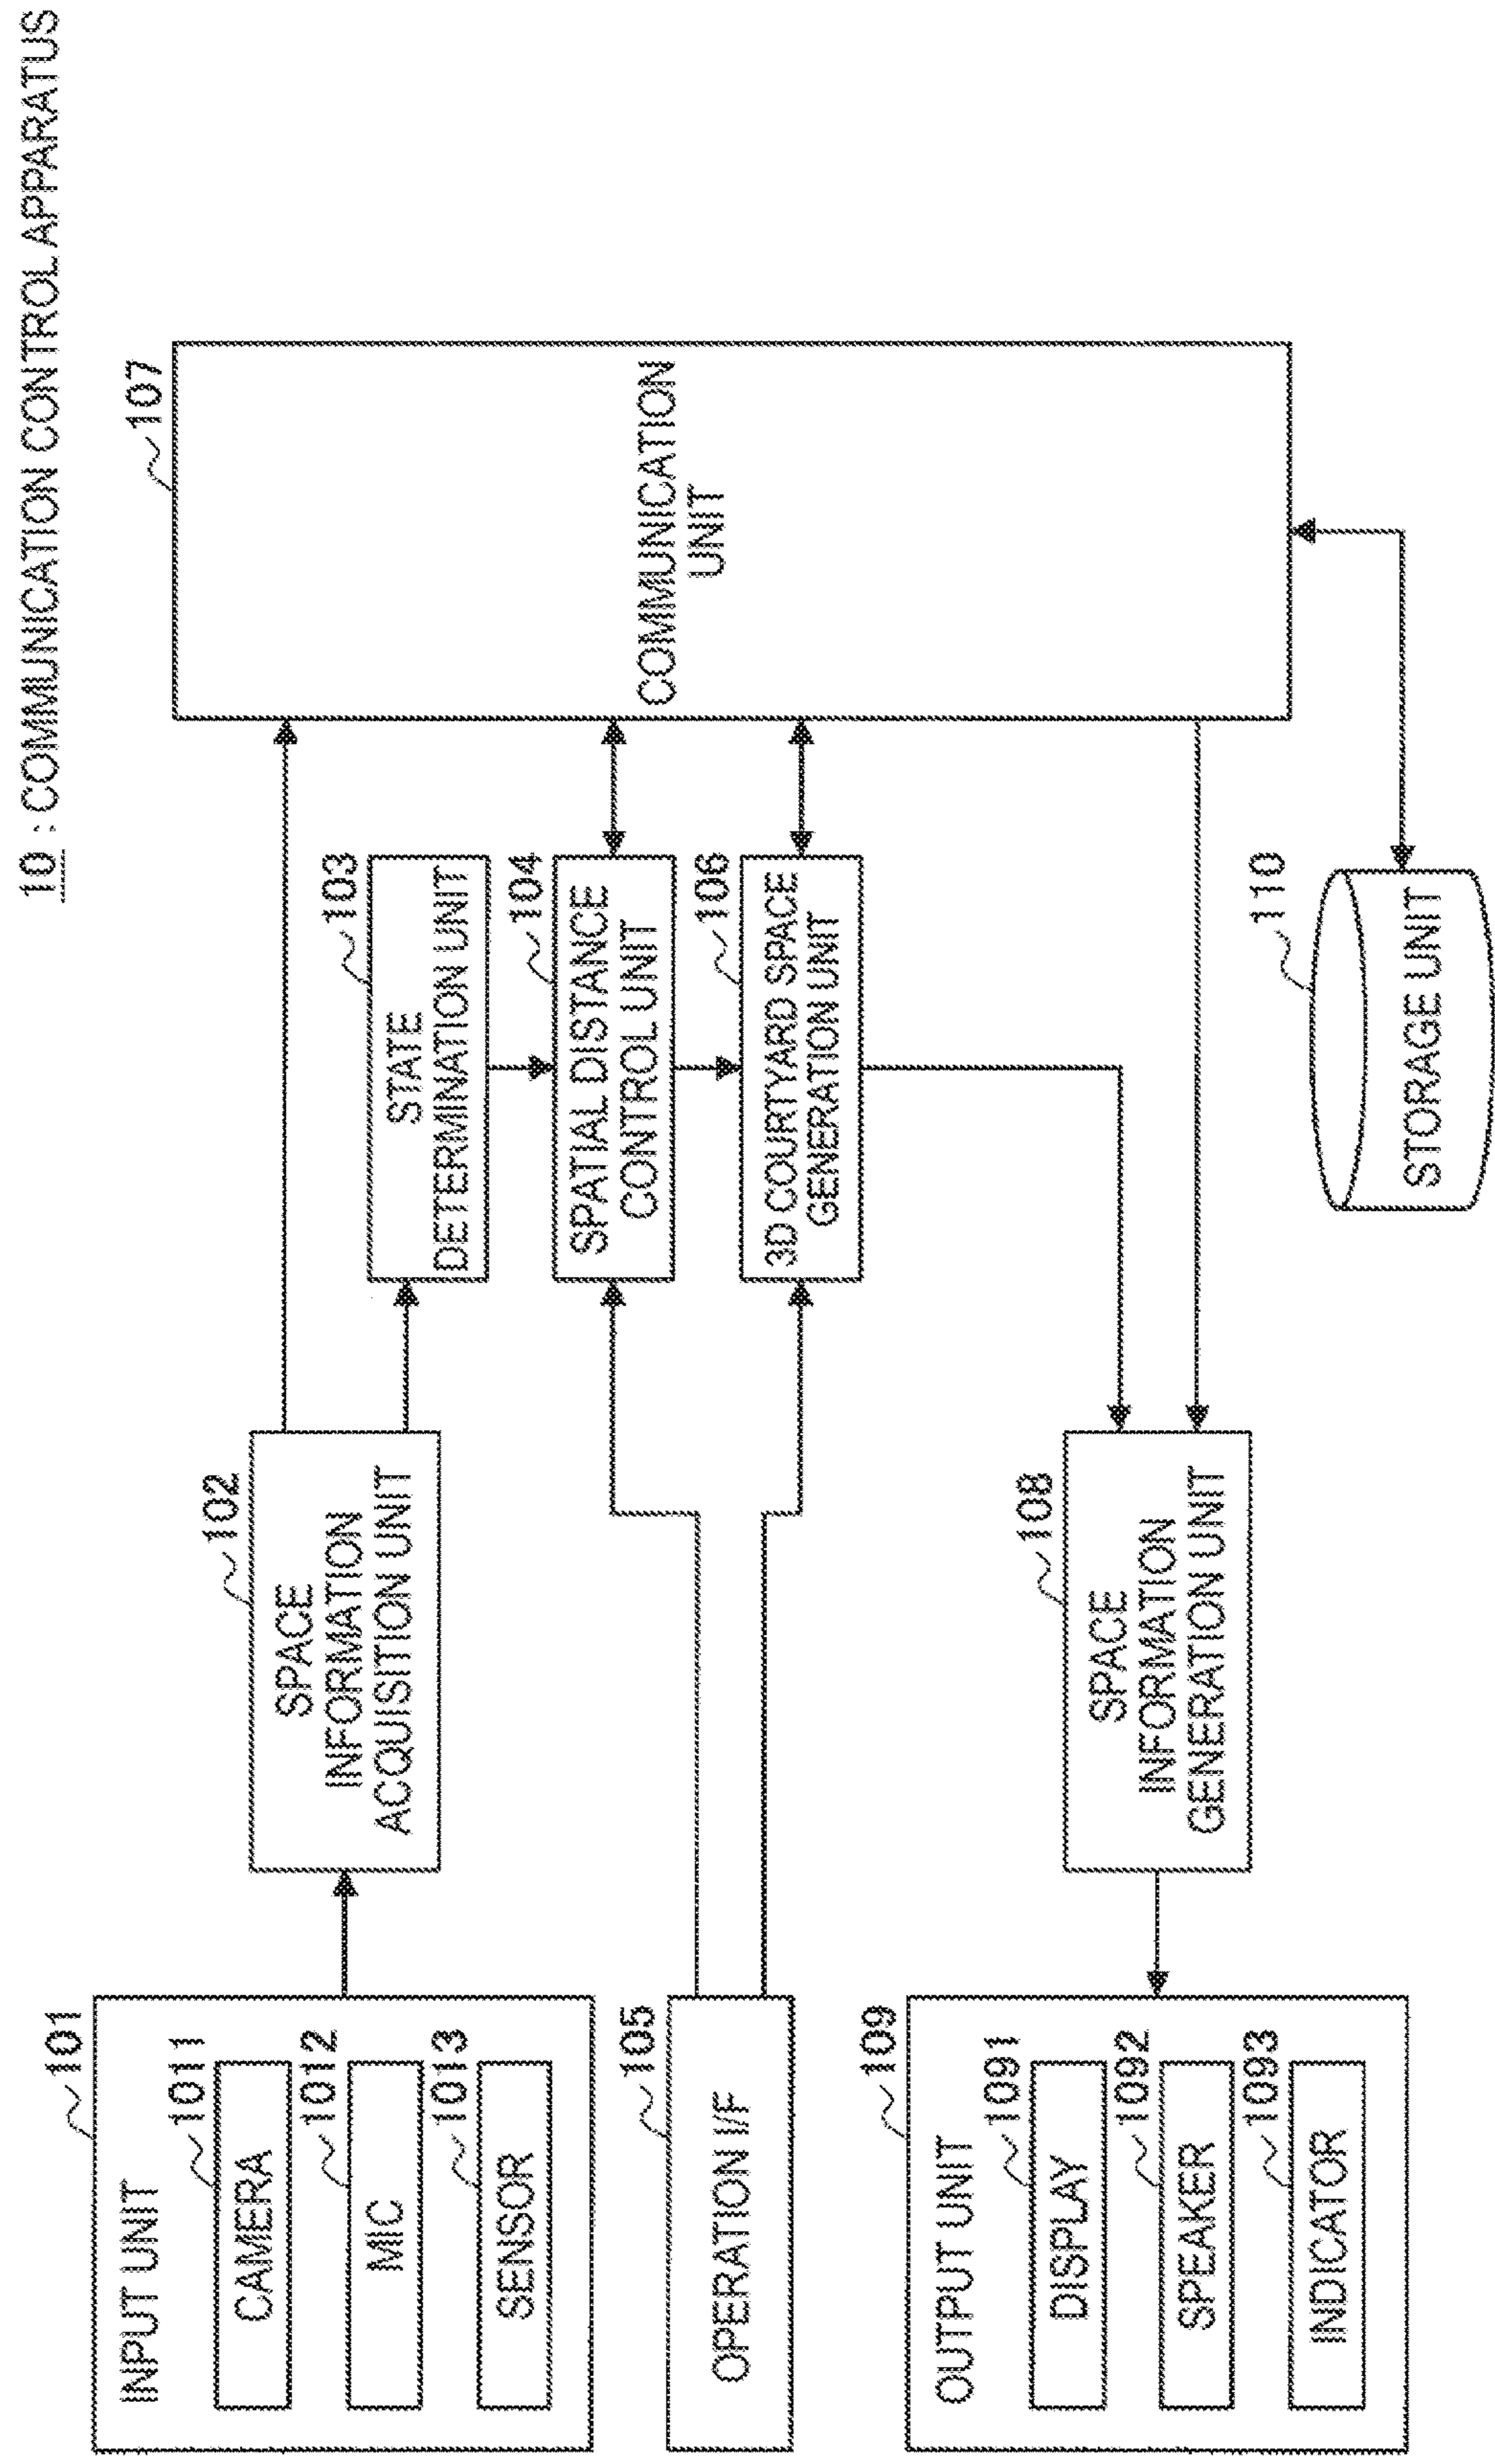 10 : COMMUNICATION CONTROL APPARATUS
101
INPUT UNIT
1011
CAMERA
1012
MIC
1013
SENSOR
102
SPACE
INFORMATION
ACQUISITION UNIT
103
STATE
DETERMINATION UNIT
104
SPATIAL DISTANCE
CONTROL UNIT
105
OPERATION I/F
106
3D COURTYARD SPACE
GENERATION UNIT
107
COMMUNICATION
UNIT
108
SPACE
INFORMATION
GENERATION UNIT
109
OUTPUT UNIT
1091
DISPLAY
1092
SPEAKER
1093
INDICATOR
110
STORAGE UNIT